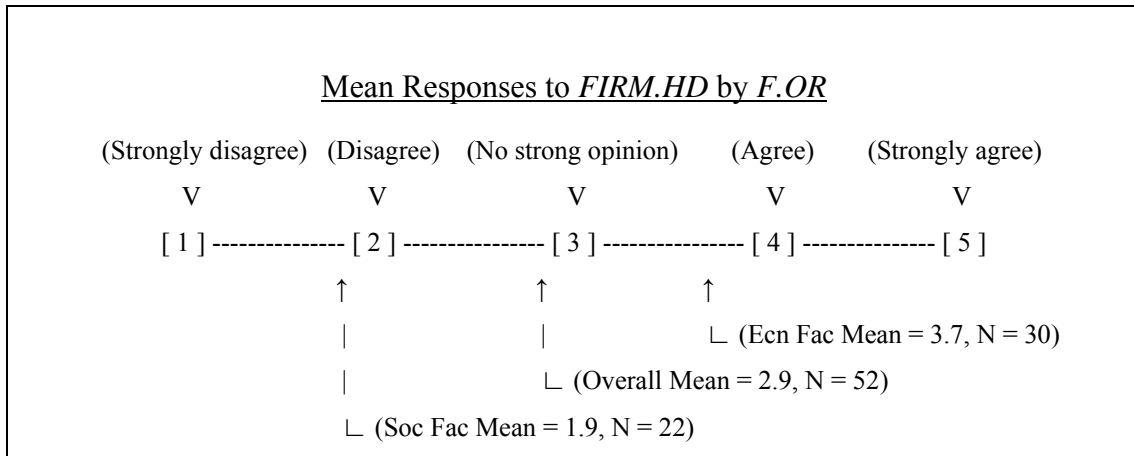 Mean Responses to FIRM.HD by F.OR
(Strongly disagree) (Disagree) (No strong opinion) (Agree) (Strongly agree)
V V V V V
[ 1 ] --------------- [ 2 ] ---------------- [ 3 ] ---------------- [ 4 ] --------------- [ 5 ]
↑ ↑ ↑
| | ∟ (Ecn Fac Mean = 3.7, N = 30)
| ∟ (Overall Mean = 2.9, N = 52)
∟ (Soc Fac Mean = 1.9, N = 22)